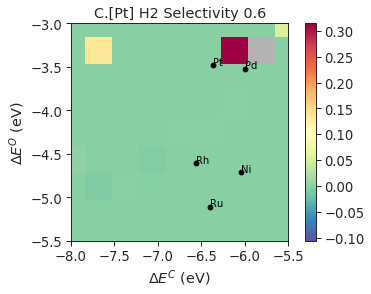 C.[Pt] H2 Selectivity 0.6
−3.0
−3.5
−4.0
−4.5
−5.0
−5.5
ΔE^O (eV)
Pt
Pd
Rh
Ni
Ru
−8.0 −7.5 −7.0 −6.5 −6.0 −5.5
ΔE^C (eV)
0.30
0.25
0.20
0.15
0.10
0.05
0.00
−0.05
−0.10